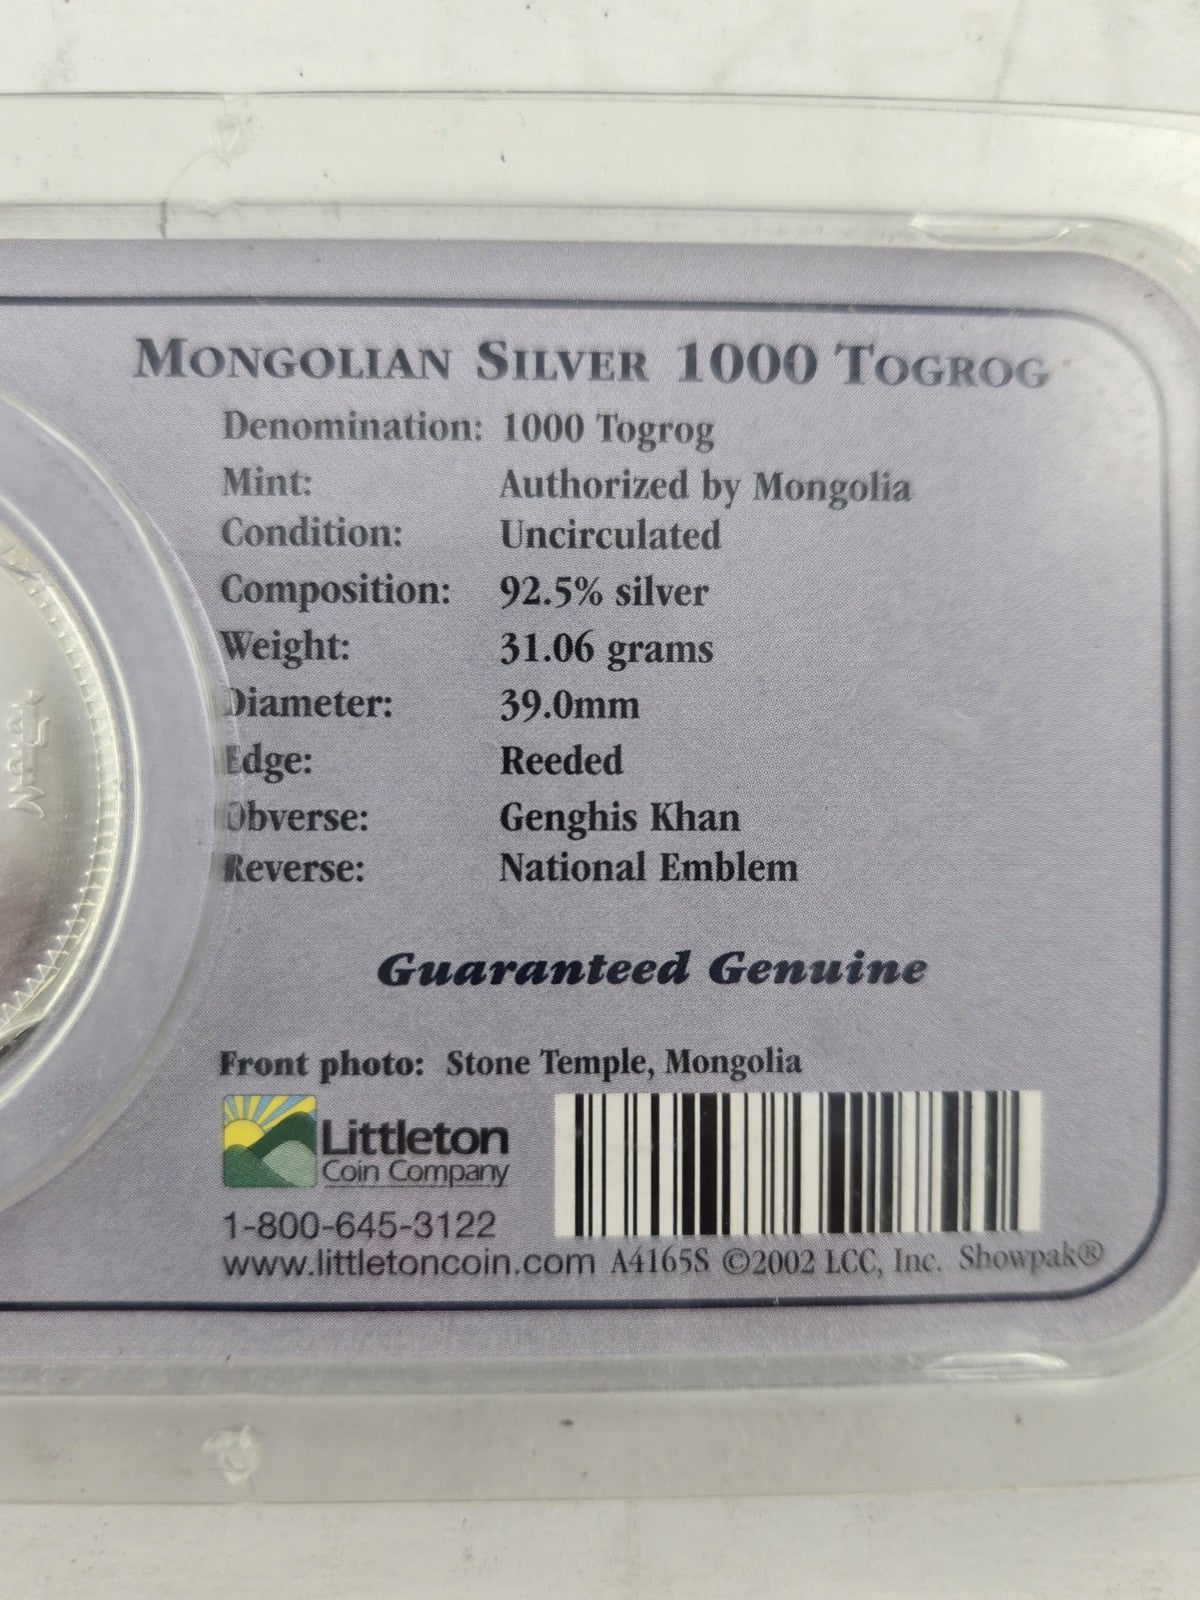 MONGOLIAN SILVER 1000 TOGROG
Denomination: 1000 Togrog
Mint: Authorized by Mongolia
Condition: Uncirculated
Composition: 92.5% silver
Weight: 31.06 grams
Diameter: 39.0mm
Edge: Reeded
Obverse: Genghis Khan
Reverse: National Emblem
Guaranteed Genuine
Front photo: Stone Temple, Mongolia
Littleton
Coin Company
1-800-645-3122
www.littletoncoin.com A4165S ©2002 LCC, Inc. Showpak®